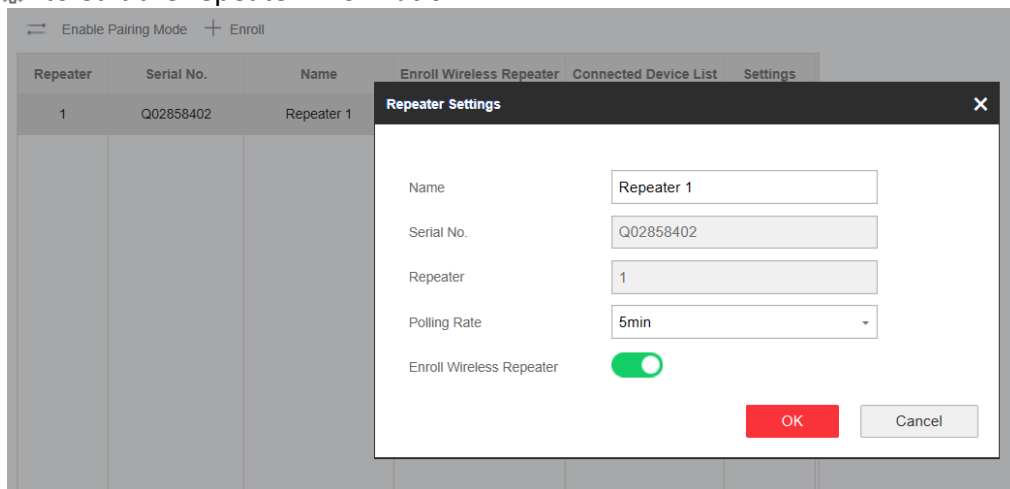 Enable Pairing Mode Enroll
Repeater Serial No. Name Enroll Wireless Repeater Connected Device List Settings
1 Q02858402 Repeater 1
Repeater Settings
Name Repeater 1
Serial No. Q02858402
Repeater 1
Polling Rate 5min
Enroll Wireless Repeater
OK Cancel